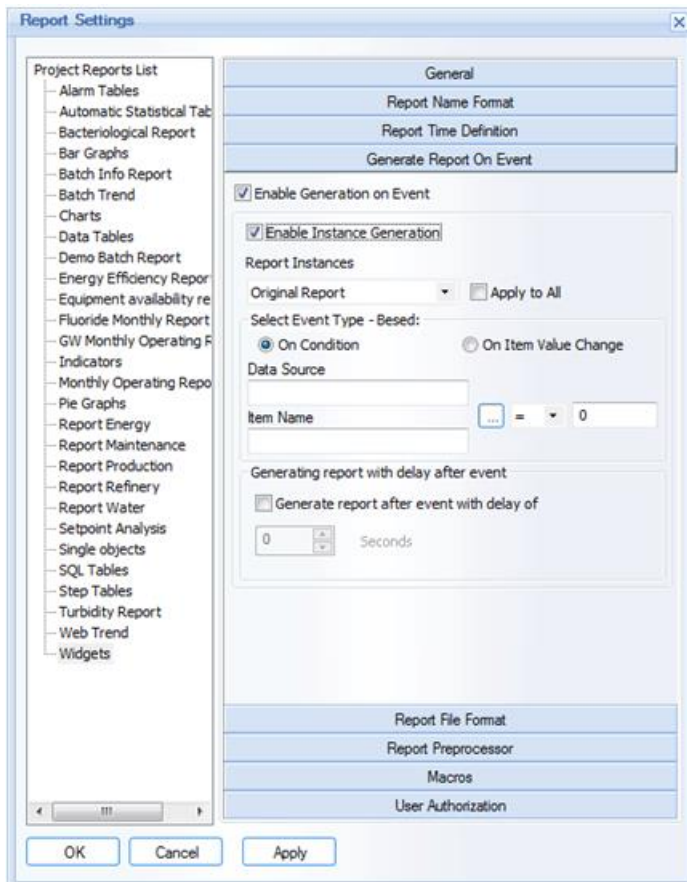 Report Settings
Project Reports List
Alarm Tables
Automatic Statistical Tab
Bacteriological Report
Bar Graphs
Batch Info Report
Batch Trend
Charts
Data Tables
Demo Batch Report
Energy Efficiency Repor
Equipment availability re
Fluoride Monthly Report
GW Monthly Operating R
Indicators
Monthly Operating Repo
Pie Graphs
Report Energy
Report Maintenance
Report Production
Report Refinery
Report Water
Setpoint Analysis
Single objects
SQL Tables
Step Tables
Turbidity Report
Web Trend
Widgets
General
Report Name Format
Report Time Definition
Generate Report On Event
Enable Generation on Event
Enable Instance Generation
Report Instances
Original Report Apply to All
Select Event Type - Besed:
On Condition On Item Value Change
Data Source
Item Name ... = 0
Generating report with delay after event
Generate report after event with delay of
0 Seconds
Report File Format
Report Preprocessor
Macros
User Authorization
OK Cancel Apply